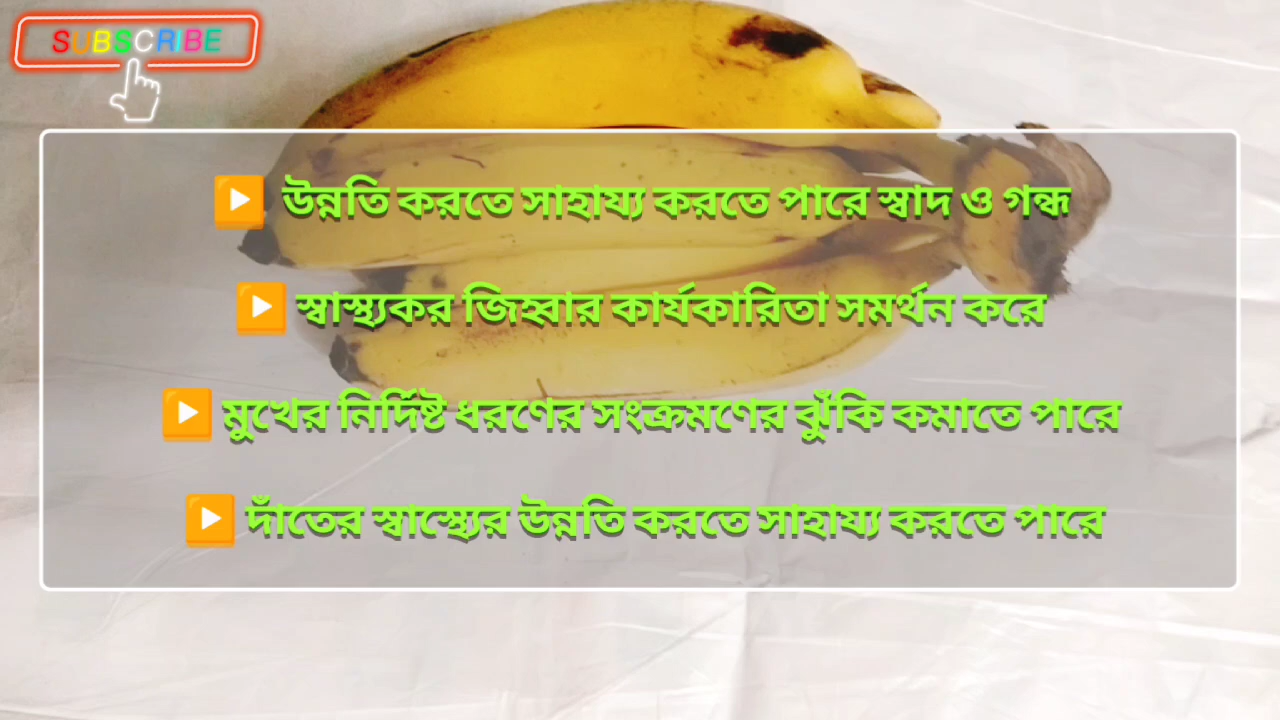 SUBSCRIBE
▶️ উন্নতি করতে সাহায্য করতে পারে স্বাদ ও গন্ধ
▶️ স্বাস্থ্যকর জিহ্বার কার্যকারিতা সমর্থন করে
▶️ মুখের নির্দিষ্ট ধরণের সংক্রমণের ঝুঁকি কমাতে পারে
▶️ দাঁতের স্বাস্থ্যের উন্নতি করতে সাহায্য করতে পারে